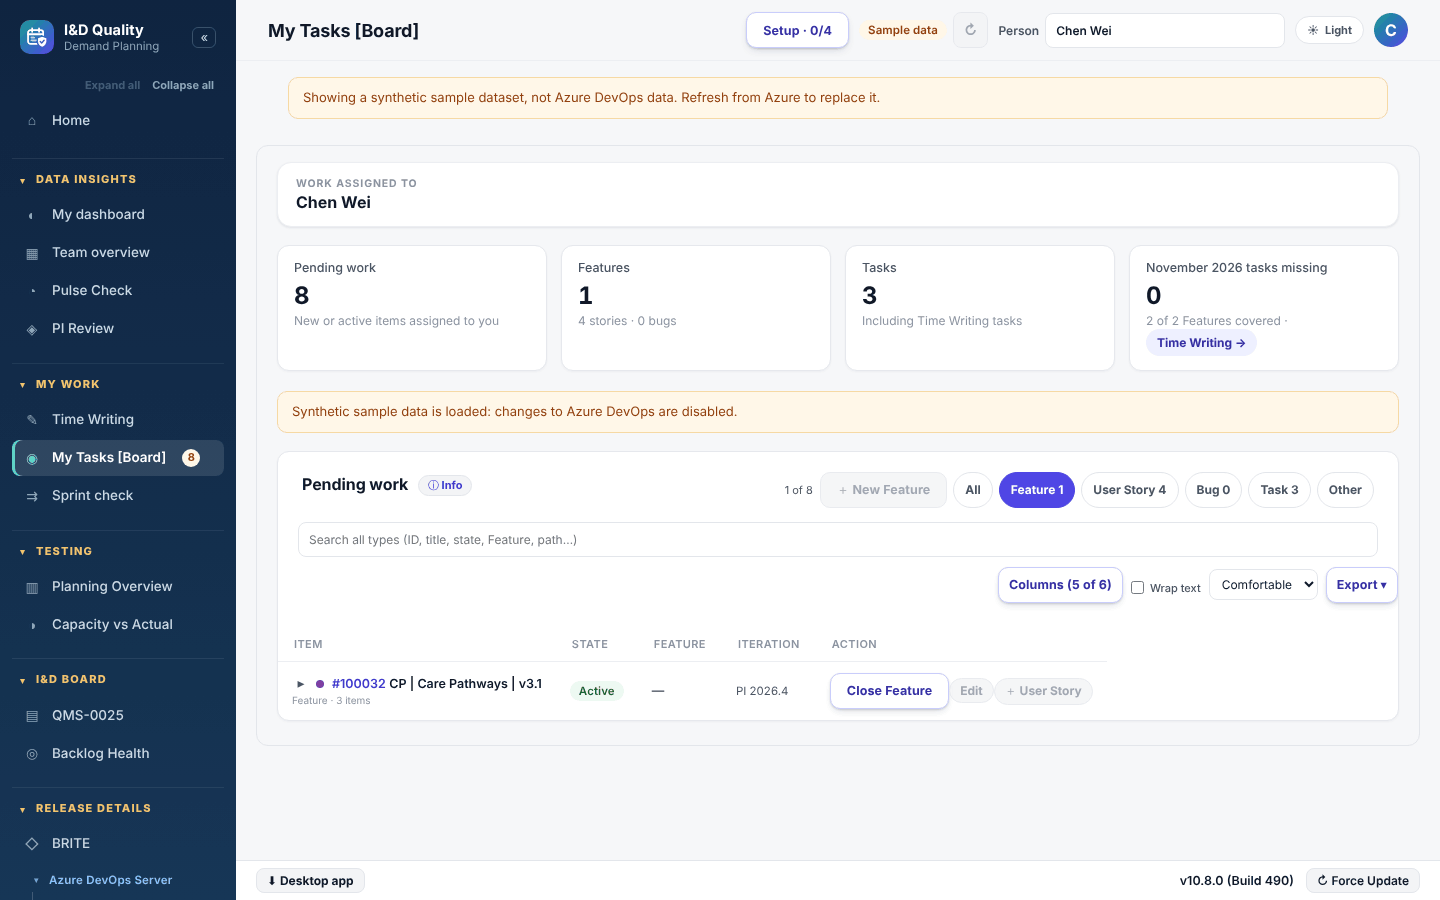 I&D Quality
Demand Planning
«
Expand all Collapse all
Home
DATA INSIGHTS
My dashboard
Team overview
Pulse Check
PI Review
MY WORK
Time Writing
My Tasks [Board] 8
Sprint check
TESTING
Planning Overview
Capacity vs Actual
I&D BOARD
QMS-0025
Backlog Health
RELEASE DETAILS
BRITE
Azure DevOps Server
My Tasks [Board]
Setup · 0/4
Sample data
Person
Chen Wei
Light
C
Showing a synthetic sample dataset, not Azure DevOps data. Refresh from Azure to replace it.
WORK ASSIGNED TO
Chen Wei
Pending work
8
New or active items assigned to you
Features
1
4 stories · 0 bugs
Tasks
3
Including Time Writing tasks
November 2026 tasks missing
0
2 of 2 Features covered ·
Time Writing →
Synthetic sample data is loaded: changes to Azure DevOps are disabled.
Pending work
ⓘ Info
1 of 8
+ New Feature
All
Feature 1
User Story 4
Bug 0
Task 3
Other
Search all types (ID, title, state, Feature, path...)
Columns (5 of 6)
Wrap text
Comfortable
Export ▾
ITEM STATE FEATURE ITERATION ACTION
#100032 CP | Care Pathways | v3.1
Feature · 3 items
Active
—
PI 2026.4
Close Feature
Edit
+ User Story
Desktop app
v10.8.0 (Build 490)
Force Update